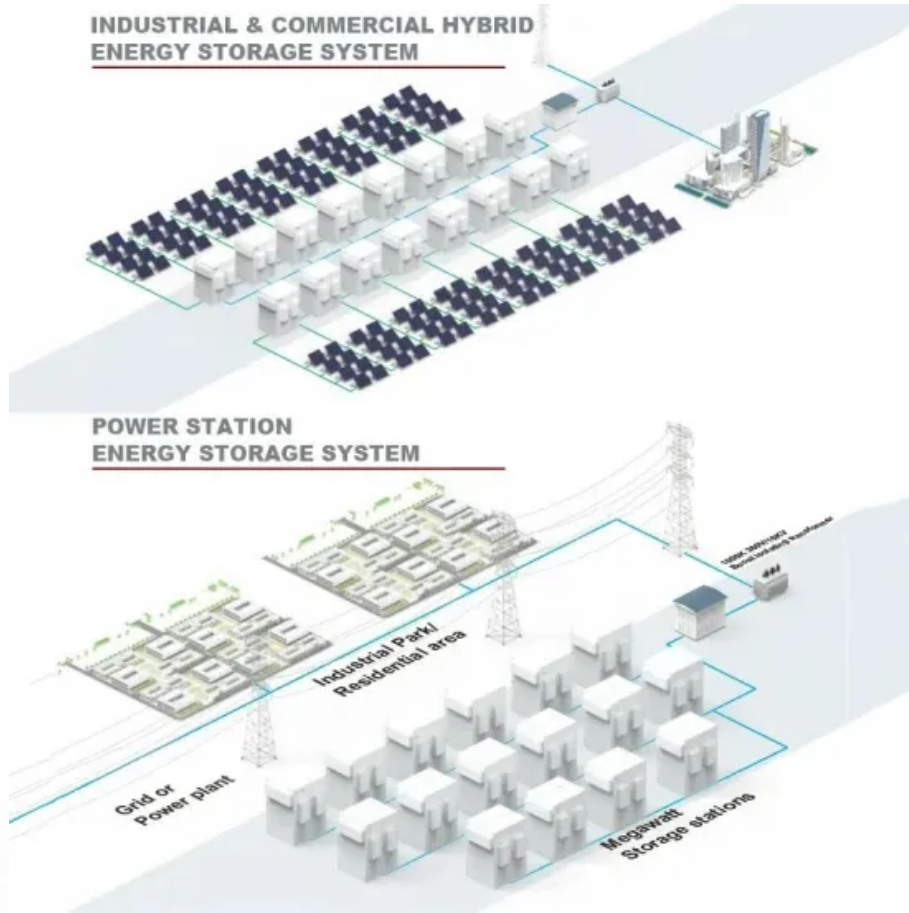 INDUSTRIAL & COMMERCIAL HYBRID
ENERGY STORAGE SYSTEM
POWER STATION
ENERGY STORAGE SYSTEM
Industrial Park/
Residential area
Grid or
Power plant
Megawatt
Storage stations